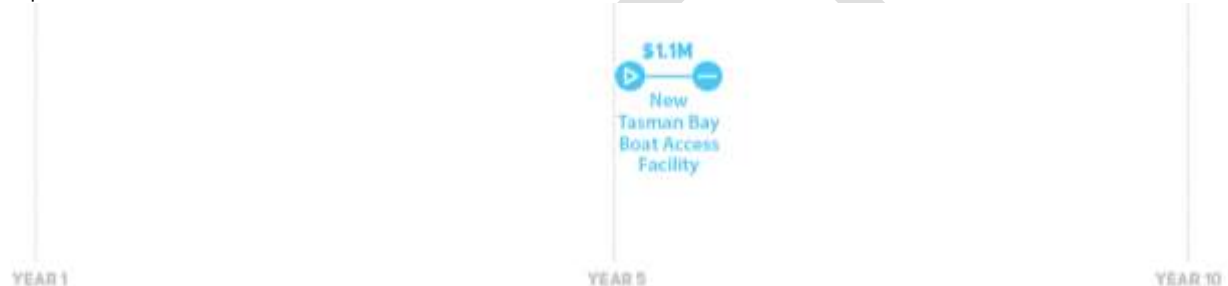 $1.1M
New
Tasman Bay
Boat Access
Facility
YEAR 1
YEAR 5
YEAR 10